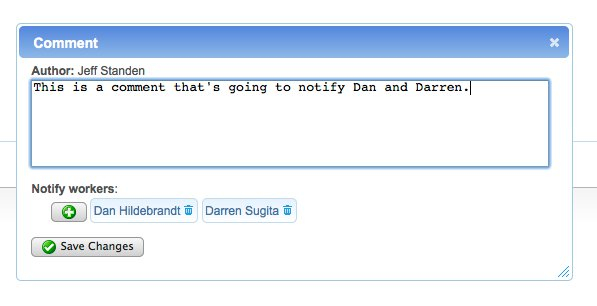 Comment
Author: Jeff Standen
This is a comment that's going to notify Dan and Darren.
Notify workers:
Dan Hildebrandt Darren Sugita
Save Changes